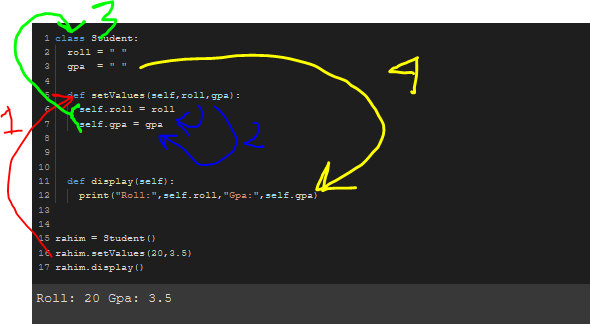 3
1 class Student:
2 roll = " "
3 gpa = " "
4
4
5 def setValues(self,roll,gpa):
6 self.roll = roll
7 self.gpa = gpa
8
1
2
9
10
11 def display(self):
12 print("Roll:",self.roll,"Gpa:",self.gpa)
13
14
15 rahim = Student()
16 rahim.setValues(20,3.5)
17 rahim.display()
Roll: 20 Gpa: 3.5